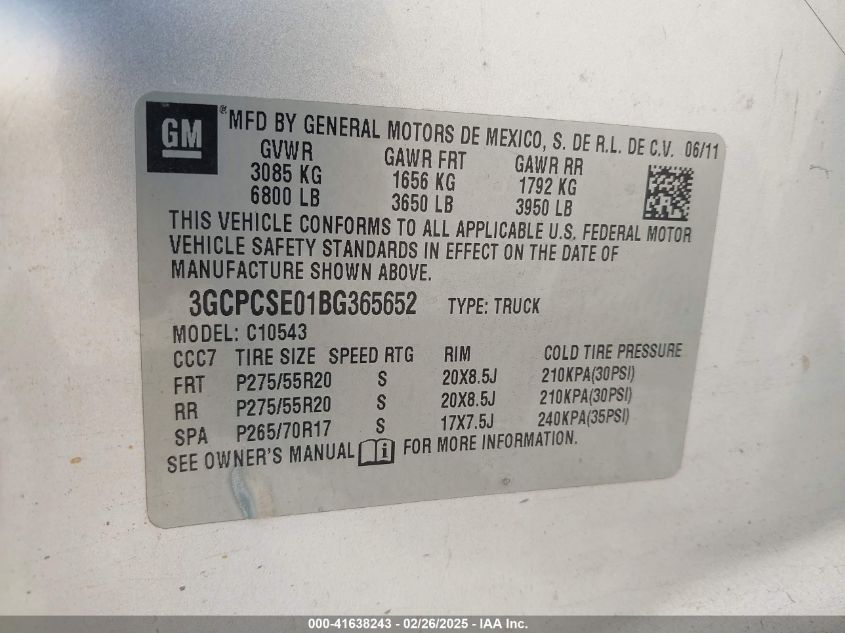 GM ® MFD BY GENERAL MOTORS DE MEXICO, S. DE R.L. DE C.V. 06/11
GVWR GAWR FRT GAWR RR
3085 KG 1656 KG 1792 KG
6800 LB 3650 LB 3950 LB
THIS VEHICLE CONFORMS TO ALL APPLICABLE U.S. FEDERAL MOTOR
VEHICLE SAFETY STANDARDS IN EFFECT ON THE DATE OF
MANUFACTURE SHOWN ABOVE.
3GCPCSE01BG365652 TYPE: TRUCK
MODEL: C10543
CCC7 TIRE SIZE SPEED RTG RIM COLD TIRE PRESSURE
FRT P275/55R20 S 20X8.5J 210KPA(30PSI)
RR P275/55R20 S 20X8.5J 210KPA(30PSI)
SPA P265/70R17 S 17X7.5J 240KPA(35PSI)
SEE OWNER'S MANUAL i FOR MORE INFORMATION.
000-41638243 - 02/26/2025 - IAA Inc.